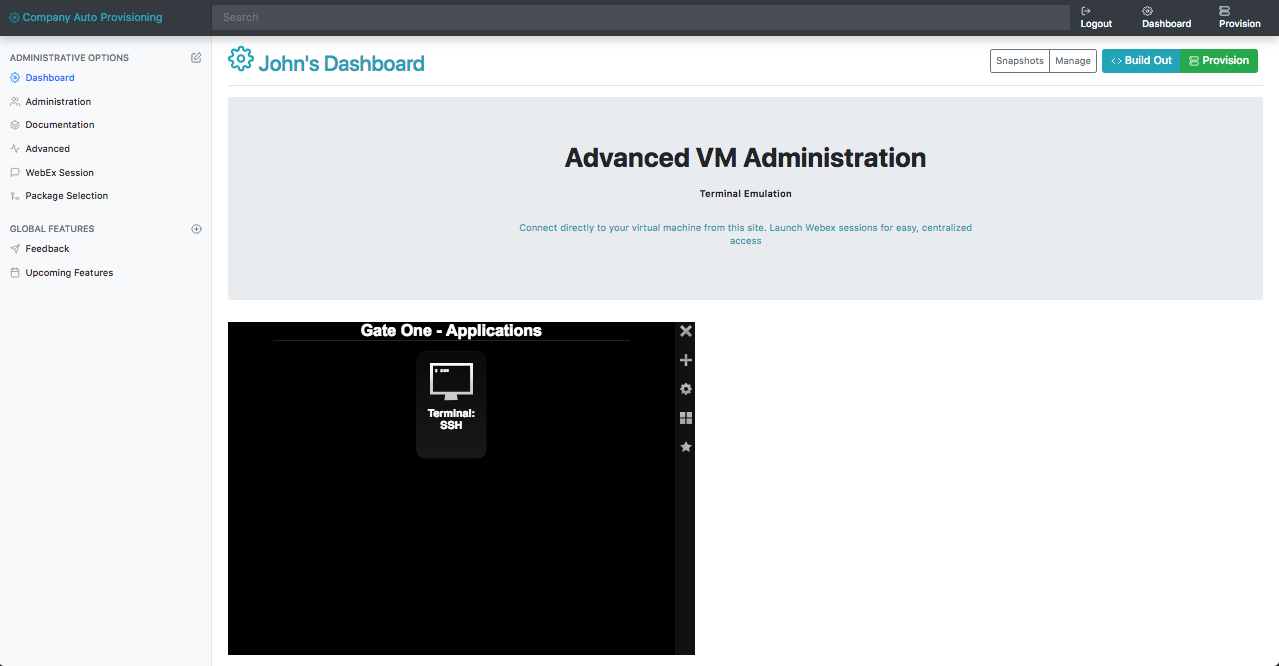 Company Auto Provisioning
Search
Logout
Dashboard
Provision
ADMINISTRATIVE OPTIONS
Dashboard
Administration
Documentation
Advanced
WebEx Session
Package Selection
GLOBAL FEATURES
Feedback
Upcoming Features
John's Dashboard
Snapshots
Manage
Build Out
Provision
Advanced VM Administration
Terminal Emulation
Connect directly to your virtual machine from this site. Launch Webex sessions for easy, centralized
access
Gate One - Applications
Terminal:
SSH